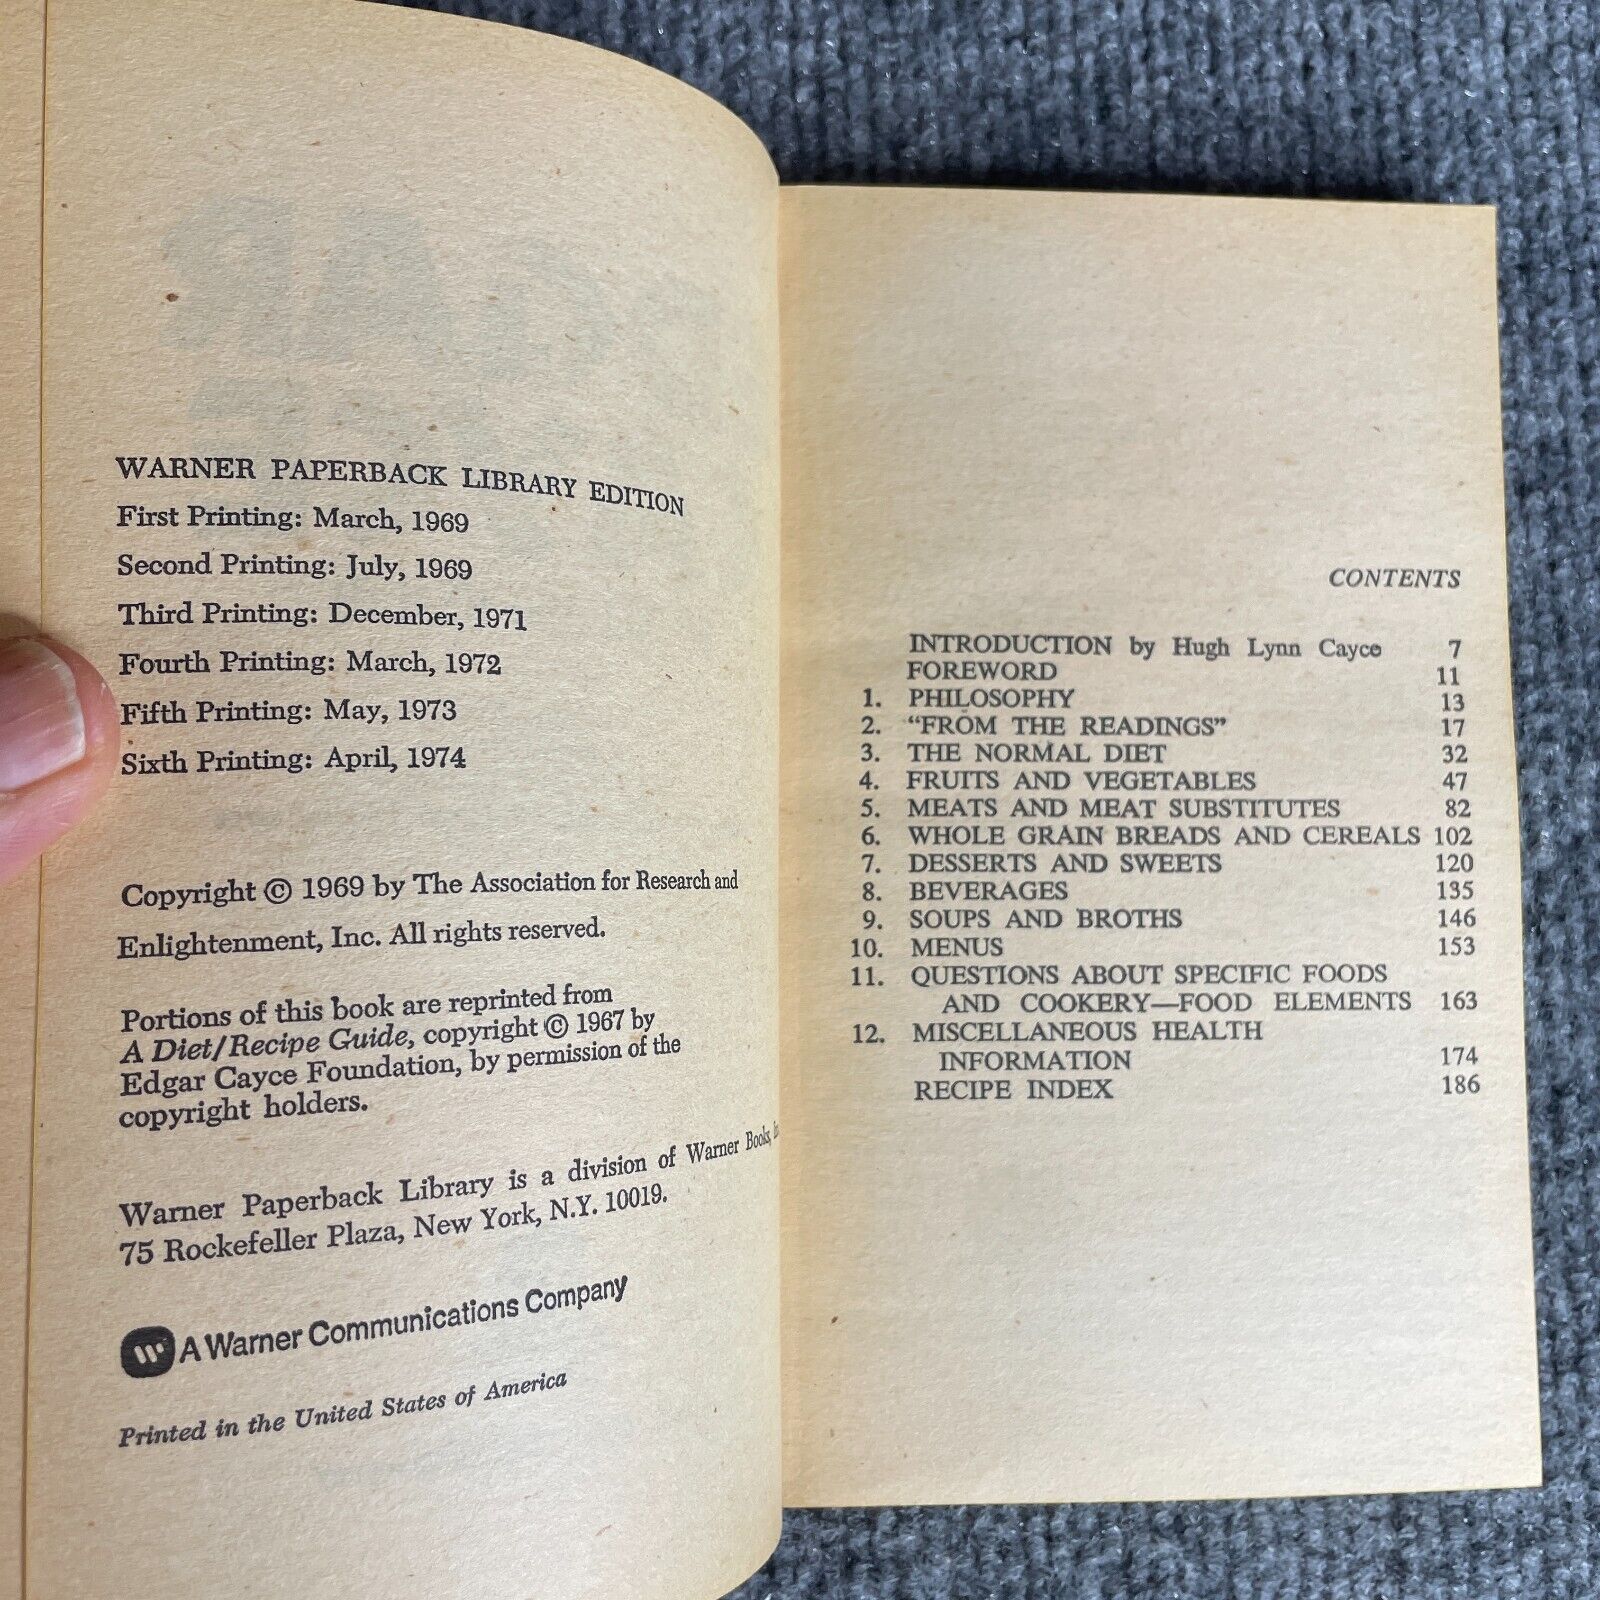 WARNER PAPERBACK LIBRARY EDITION
First Printing: March, 1969
Second Printing: July, 1969
Third Printing: December, 1971
Fourth Printing: March, 1972
Fifth Printing: May, 1973
Sixth Printing: April, 1974
Copyright © 1969 by The Association for Research and
Enlightenment, Inc. All rights reserved.
Portions of this book are reprinted from
A Diet/Recipe Guide, copyright © 1967 by
Edgar Cayce Foundation, by permission of the
copyright holders.
Warner Paperback Library is a division of Warner Books,
75 Rockefeller Plaza, New York, N.Y. 10019.
A Warner Communications Company
Printed in the United States of America
CONTENTS
INTRODUCTION by Hugh Lynn Cayce 7
FOREWORD 11
1. PHILOSOPHY 13
2. "FROM THE READINGS" 17
3. THE NORMAL DIET 32
4. FRUITS AND VEGETABLES 47
5. MEATS AND MEAT SUBSTITUTES 82
6. WHOLE GRAIN BREADS AND CEREALS 102
7. DESSERTS AND SWEETS 120
8. BEVERAGES 135
9. SOUPS AND BROTHS 146
10. MENUS 153
11. QUESTIONS ABOUT SPECIFIC FOODS
AND COOKERY—FOOD ELEMENTS 163
12. MISCELLANEOUS HEALTH
INFORMATION 174
RECIPE INDEX 186